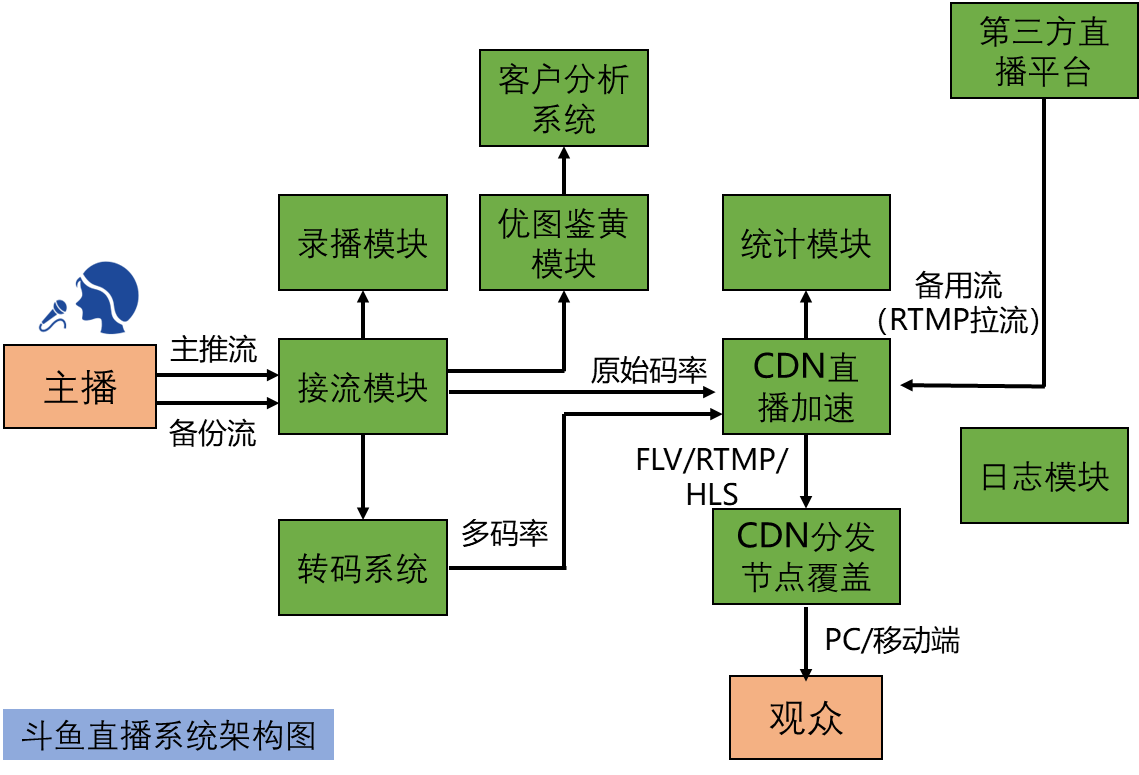 第三方直
播平台
客户分析
系统
录播模块
优图鉴黄
模块
统计模块
备用流
（RTMP拉流）
主播
主推流
备份流
接流模块
原始码率
CDN直
播加速
FLV/RTMP/
HLS
日志模块
转码系统
多码率
CDN分发
节点覆盖
PC/移动端
观众
斗鱼直播系统架构图